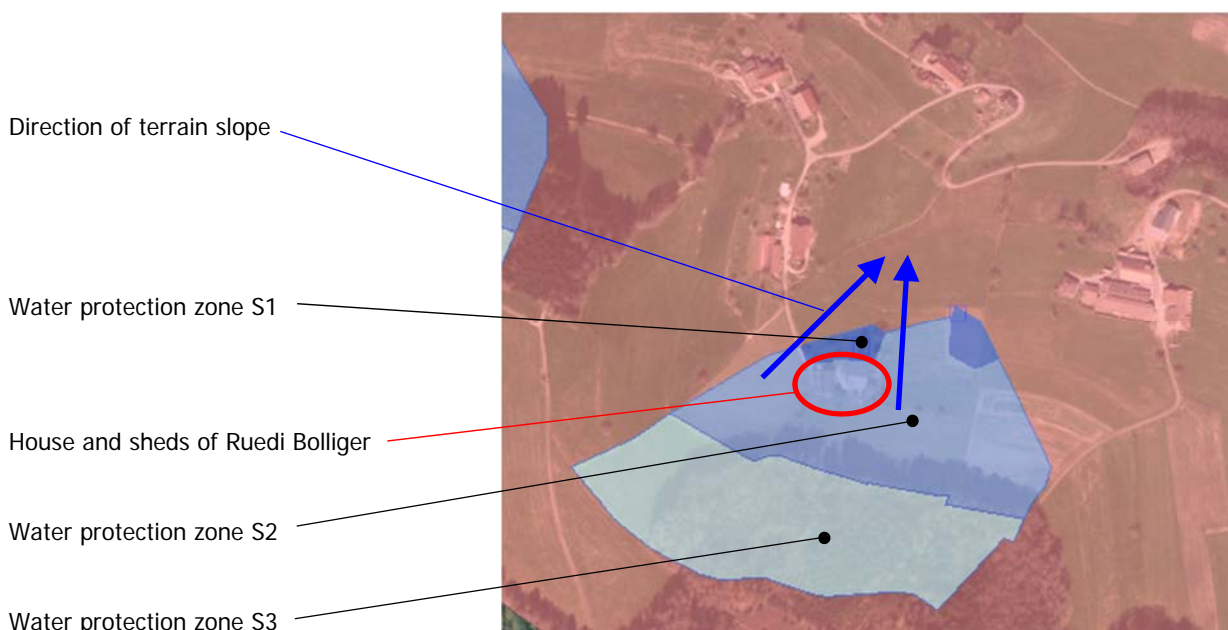 Direction of terrain slope
Water protection zone S1
House and sheds of Ruedi Bolliger
Water protection zone S2
Water protection zone S3